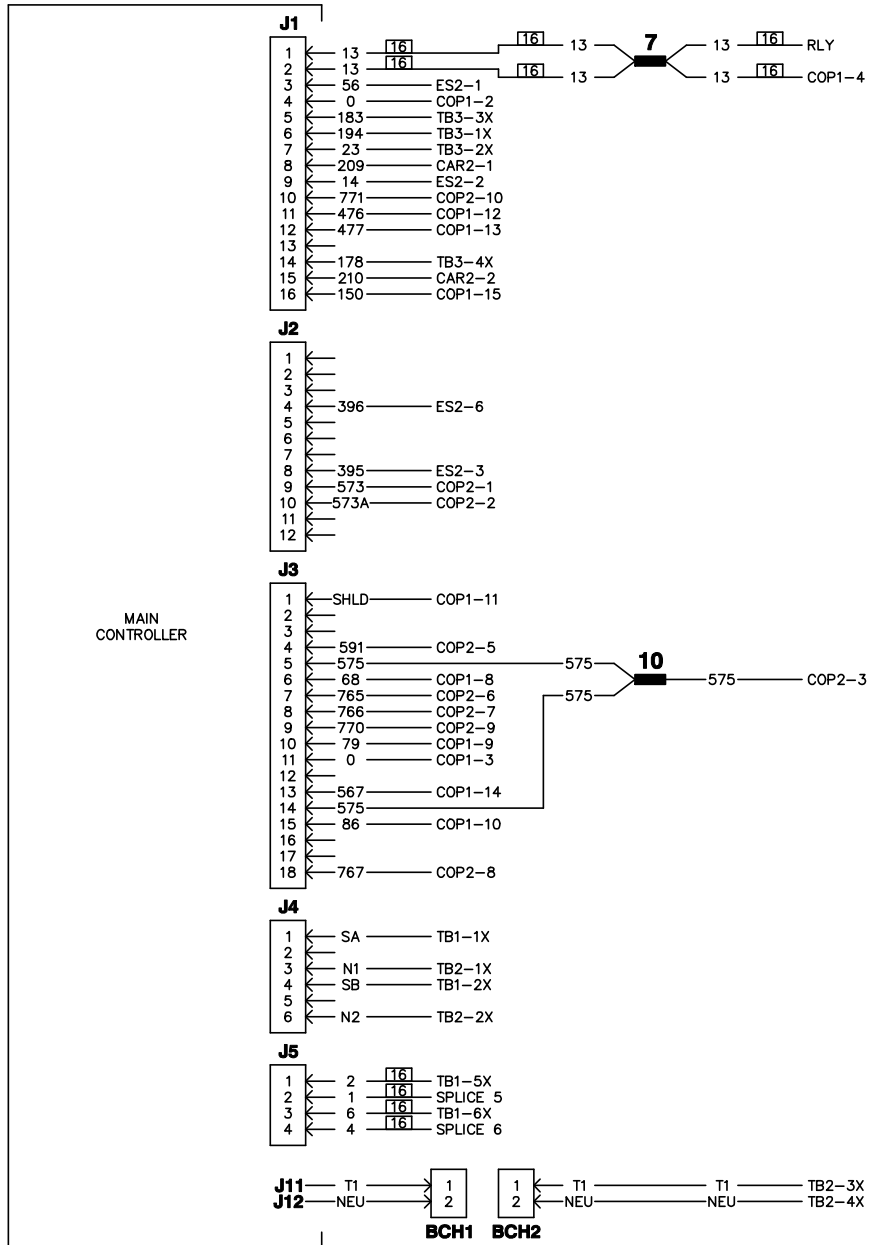 J1
1 13 16 16 13 7 13 16 RLY
2 13 16 16 13 13 16 COP1-4
3 56 ES2-1
4 0 COP1-2
5 183 TB3-3X
6 194 TB3-1X
7 23 TB3-2X
8 209 CAR2-1
9 14 ES2-2
10 771 COP2-10
11 476 COP1-12
12 477 COP1-13
13
14 178 TB3-4X
15 210 CAR2-2
16 150 COP1-15
J2
1
2
3
4 396 ES2-6
5
6
7
8 395 ES2-3
9 573 COP2-1
10 573A COP2-2
11
12
MAIN
CONTROLLER
J3
1 SHLD COP1-11
2
3
4 591 COP2-5
5 575 575 10
6 68 COP1-8 575 COP2-3
7 765 COP2-6 575
8 766 COP2-7
9 770 COP2-9
10 79 COP1-9
11 0 COP1-3
12
13 567 COP1-14
14 575
15 86 COP1-10
16
17
18 767 COP2-8
J4
1 SA TB1-1X
2
3 N1 TB2-1X
4 SB TB1-2X
5
6 N2 TB2-2X
J5
1 2 16 TB1-5X
2 1 16 SPLICE 5
3 6 16 TB1-6X
4 4 16 SPLICE 6
J11 T1 1 1 T1 T1 TB2-3X
J12 NEU 2 2 NEU NEU TB2-4X
BCH1 BCH2